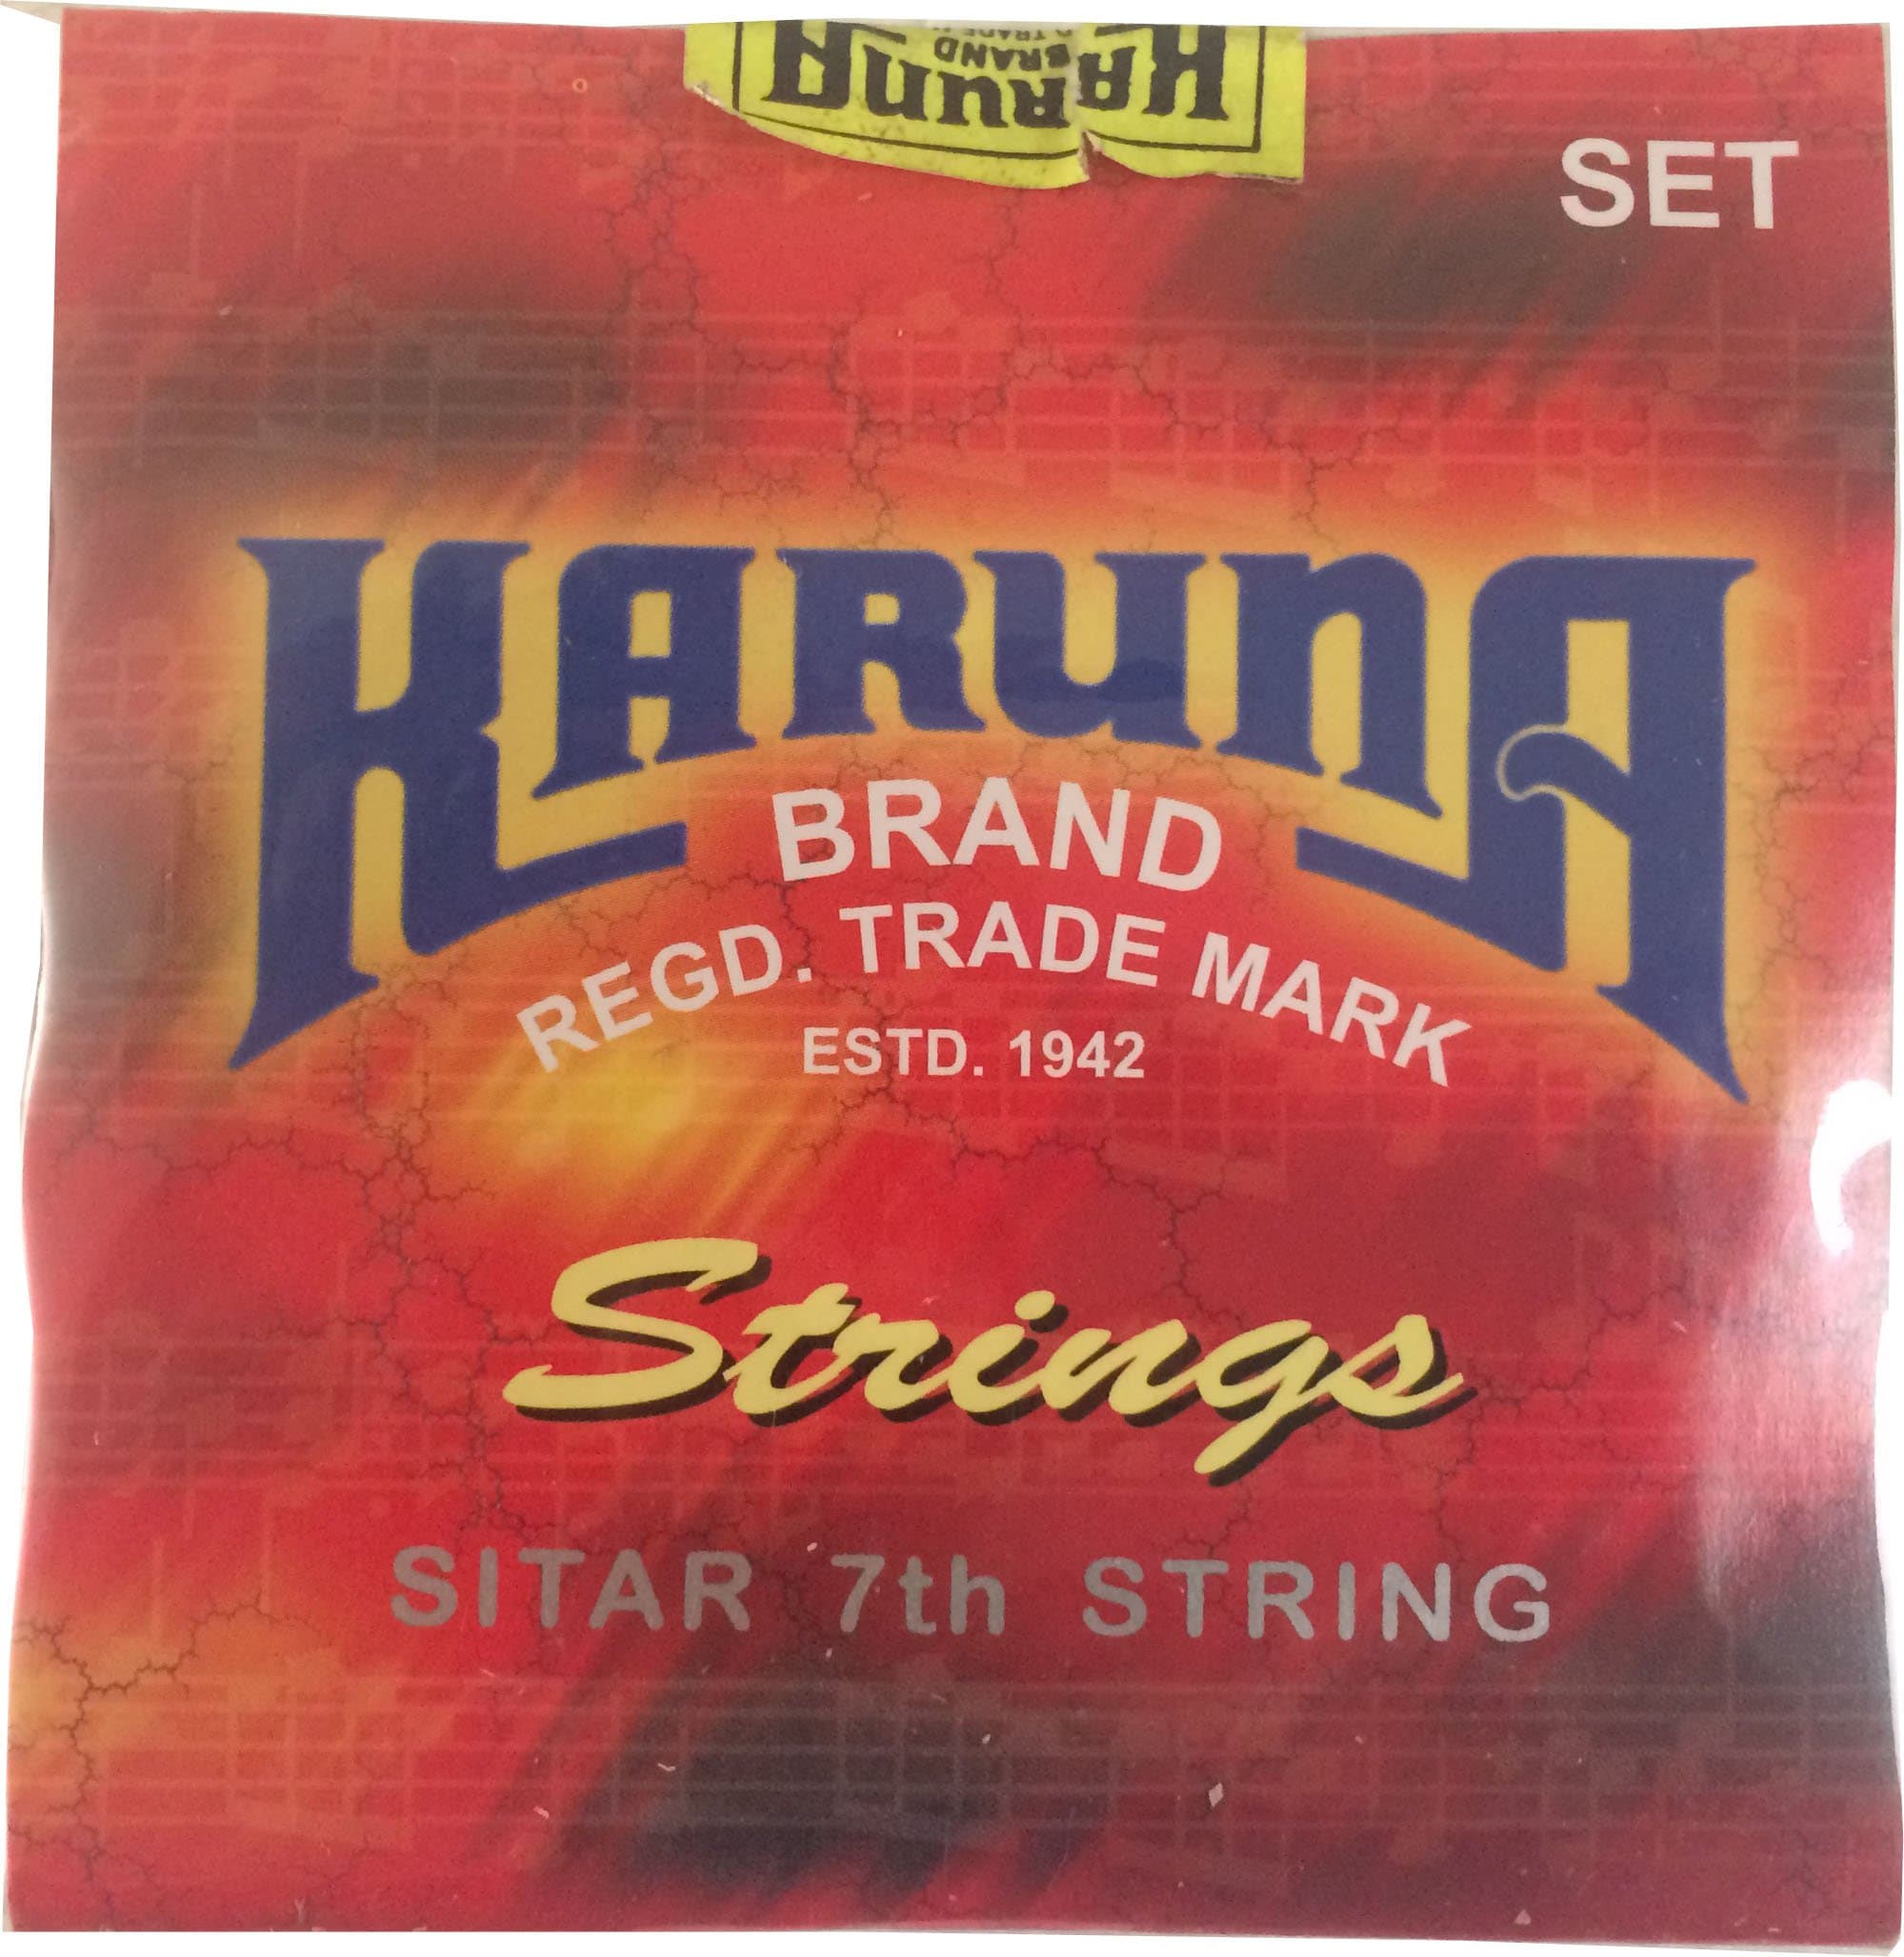 KARUNA
BRAND
SET
KARUNA
BRAND
REGD. TRADE MARK
ESTD. 1942
Strings
SITAR 7th STRING